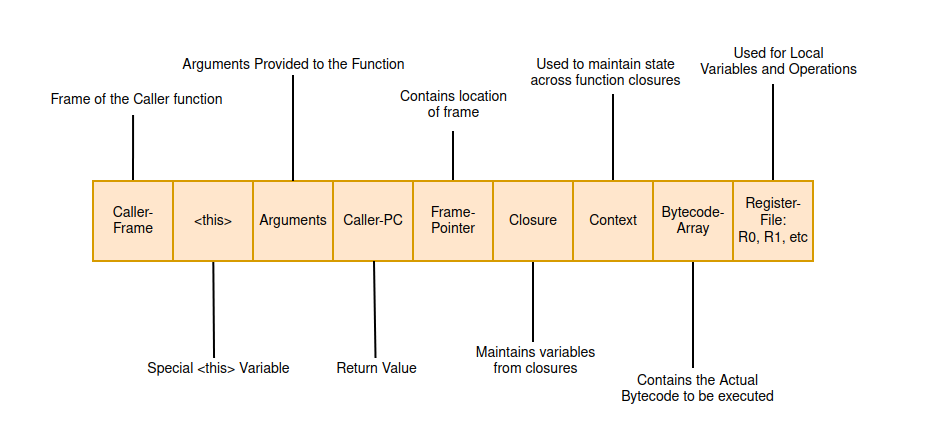 Arguments Provided to the Function
Used to maintain state
across function closures
Used for Local
Variables and Operations
Frame of the Caller function
Contains location
of frame
Caller-
Frame
<this>
Arguments
Caller-PC
Frame-
Pointer
Closure
Context
Bytecode-
Array
Register-
File:
R0, R1, etc
Special <this> Variable
Return Value
Maintains variables
from closures
Contains the Actual
Bytecode to be executed